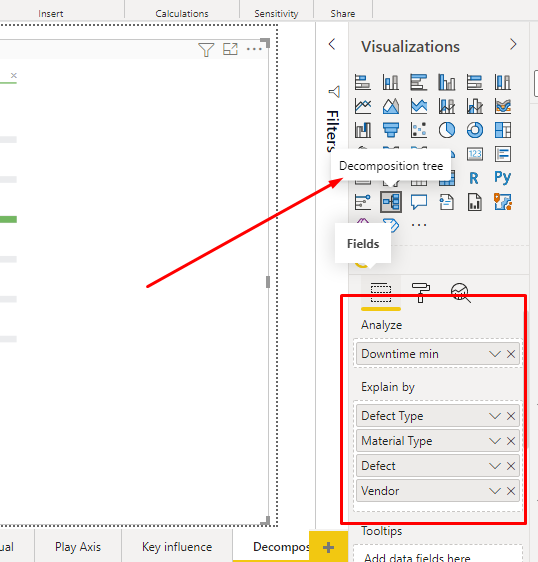 Insert Calculations Sensitivity Share
Visualizations
Filters
123
Decomposition tree
R Py
Fields
Analyze
Downtime min
Explain by
Defect Type
Material Type
Defect
Vendor
Tooltips
Add data fields here
ual Play Axis Key influence Decompos +